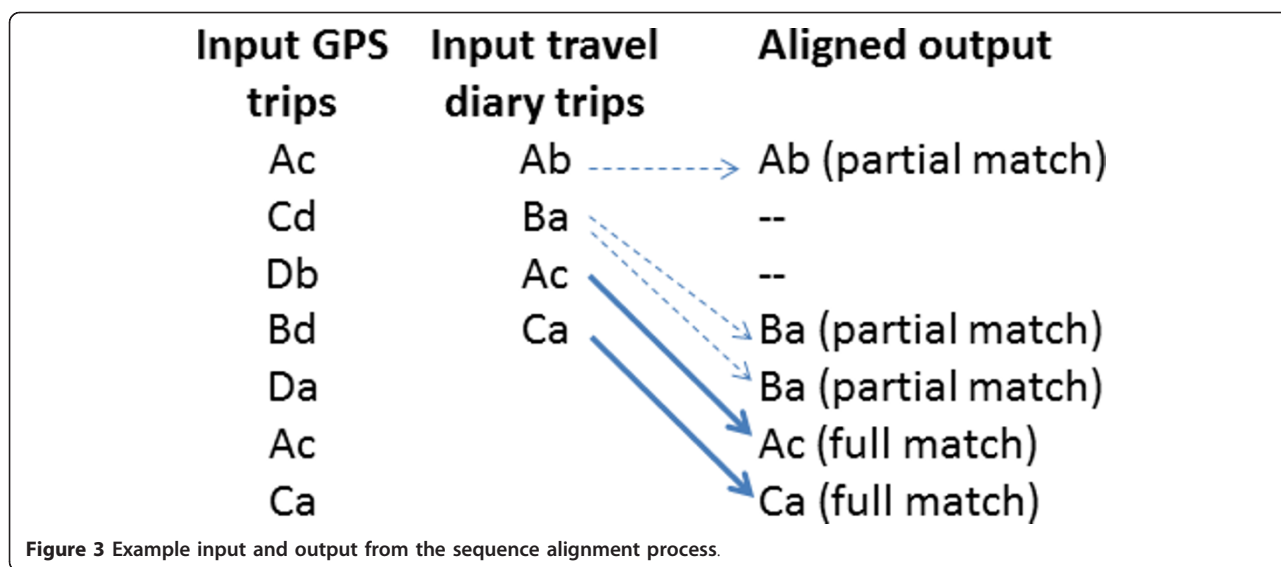 Input GPS trips Input travel diary trips Aligned output
Ac Ab Ab (partial match)
Cd Ba --
Db Ac --
Bd Ca Ba (partial match)
Da Ba (partial match)
Ac Ac (full match)
Ca Ca (full match)
Figure 3 Example input and output from the sequence alignment process.